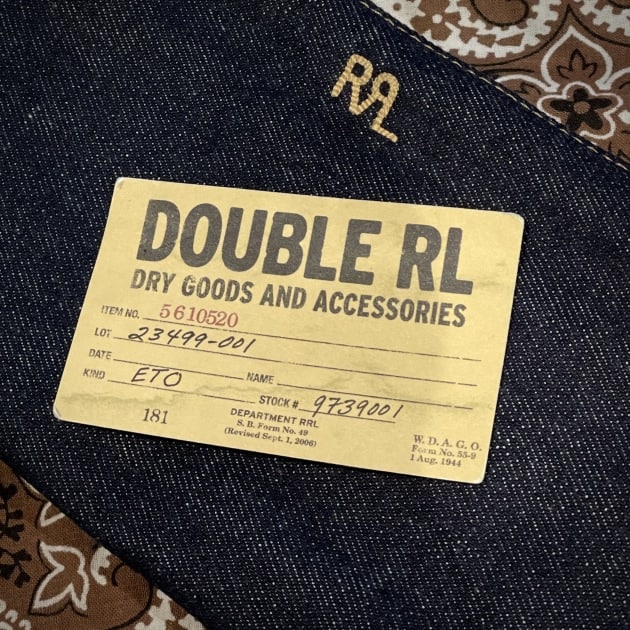 RRL
DOUBLE RL
DRY GOODS AND ACCESSORIES
ITEM NO. 5610520
LOT 23499-001
DATE
KIND ETO NAME
STOCK # 9739001
181
DEPARTMENT RRL
S. B. Form No. 49
(Revised Sept. 1, 2006)
W. D. A. G. O.
Form No. 55-9
1 Aug. 1944